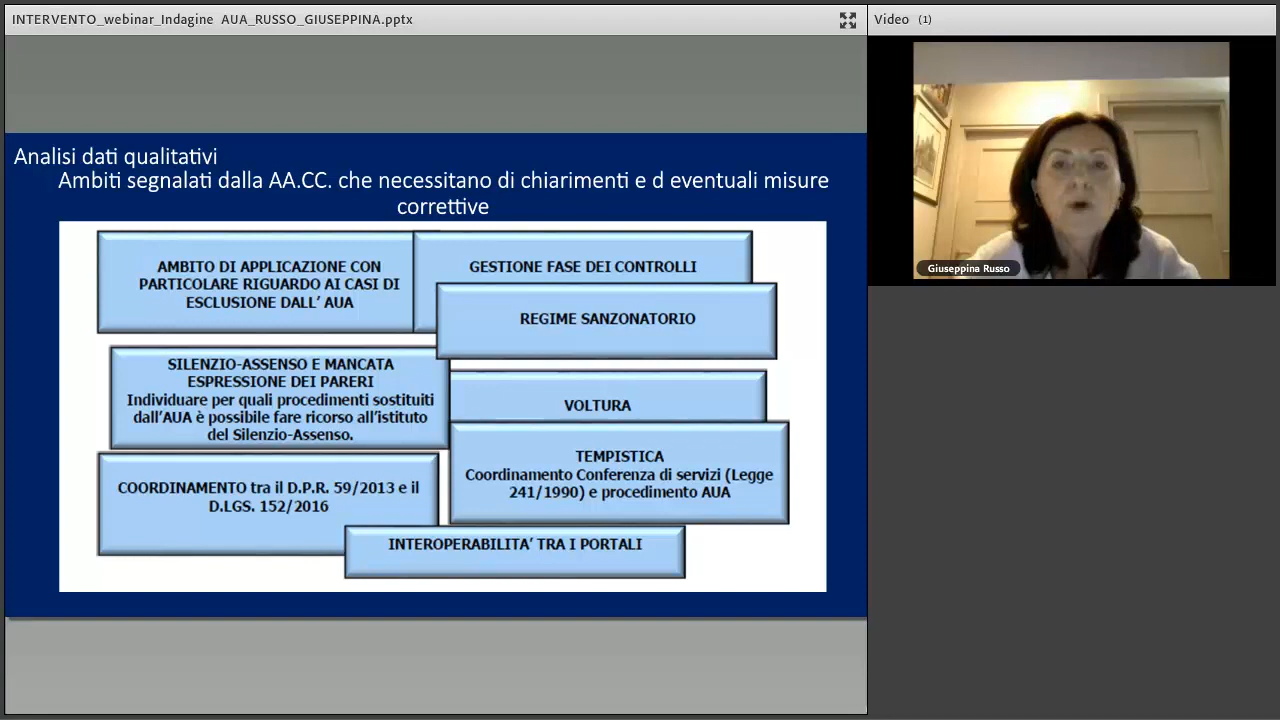 INTERVENTO_webinar_Indagine AUA_RUSSO_GIUSEPPINA.pptx
Video (1)
Analisi dati qualitativi
Ambiti segnalati dalla AA.CC. che necessitano di chiarimenti e d eventuali misure
correttive
AMBITO DI APPLICAZIONE CON
PARTICOLARE RIGUARDO AI CASI DI
ESCLUSIONE DALL' AUA
GESTIONE FASE DEI CONTROLLI
REGIME SANZONATORIO
SILENZIO-ASSENSO E MANCATA
ESPRESSIONE DEI PARERI
Individuare per quali procedimenti sostituiti
dall'AUA è possibile fare ricorso all'istituto
del Silenzio-Assenso.
VOLTURA
TEMPISTICA
Coordinamento Conferenza di servizi (Legge
241/1990) e procedimento AUA
COORDINAMENTO tra il D.P.R. 59/2013 e il
D.LGS. 152/2016
INTEROPERABILITA' TRA I PORTALI
Giuseppina Russo